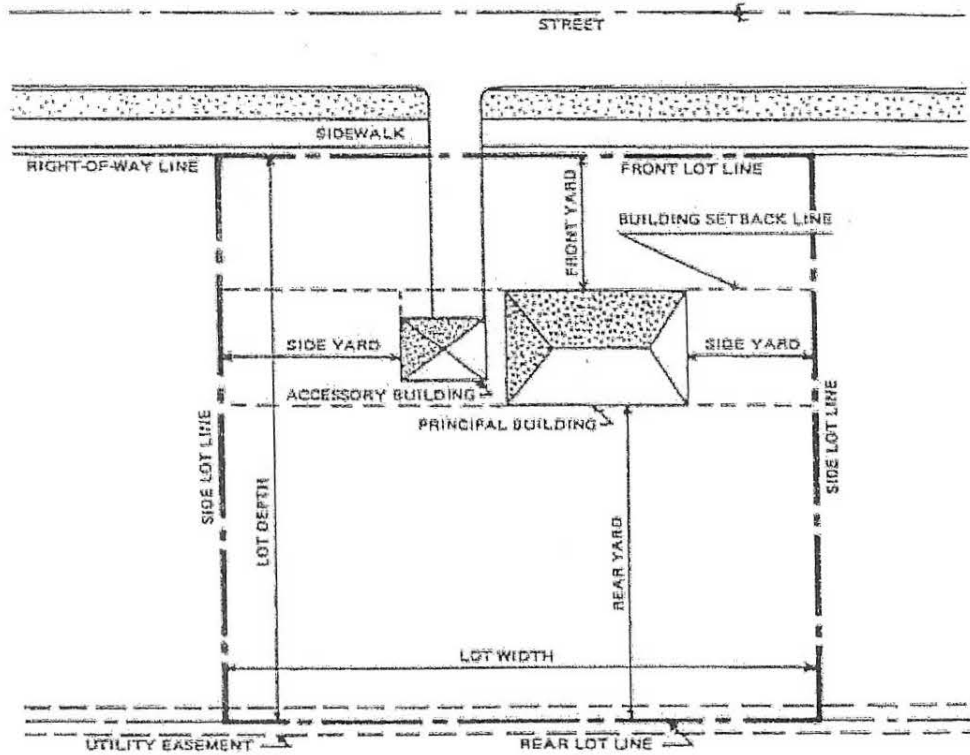 STREET
SIDEWALK
RIGHT-OF-WAY LINE
FRONT LOT LINE
BUILDING SETBACK LINE
FRONT YARD
SIDE YARD
SIDE YARD
ACCESSORY BUILDING
PRINCIPAL BUILDING
SIDE LOT LINE
LOT DEPTH
REAR YARD
SIDE LOT LINE
LOT WIDTH
UTILITY EASEMENT
REAR LOT LINE